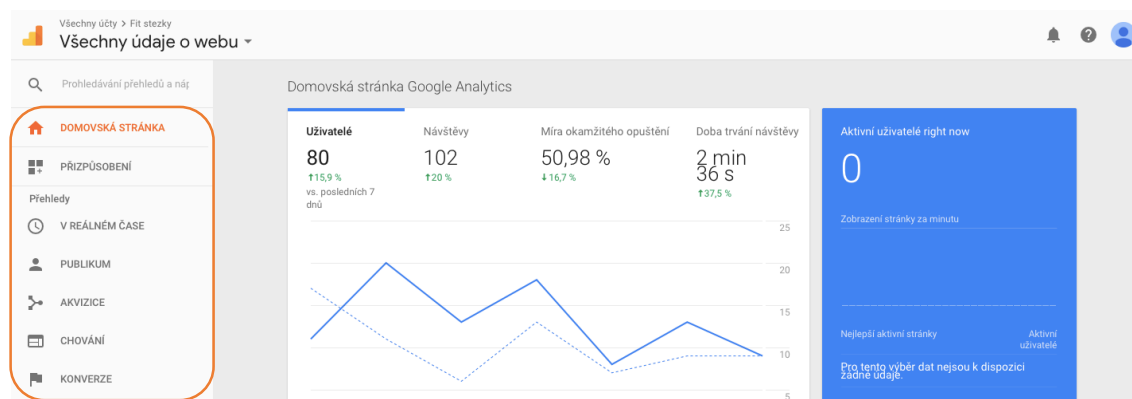 Všechny účty > Fit stezky
Všechny údaje o webu
Prohledávání přehledů a náp
DOMOVSKÁ STRÁNKA
PŘIZPŮSOBENÍ
Přehledy
V REÁLNÉM ČASE
PUBLIKUM
AKVIZICE
CHOVÁNÍ
KONVERZE
Domovská stránka Google Analytics
Uživatelé
80
15,9 %
vs. posledních 7
dnů
Návštěvy
102
20 %
Míra okamžitého opuštění
50,98 %
16,7 %
Doba trvání návštěvy
2 min
36 s
37,5 %
25
20
15
10
5
Aktivní uživatelé right now
0
Zobrazení stránky za minutu
Nejlepší aktivní stránky
Aktivní
uživatelé
Pro tento výběr dat nejsou k dispozici
žádné údaje.